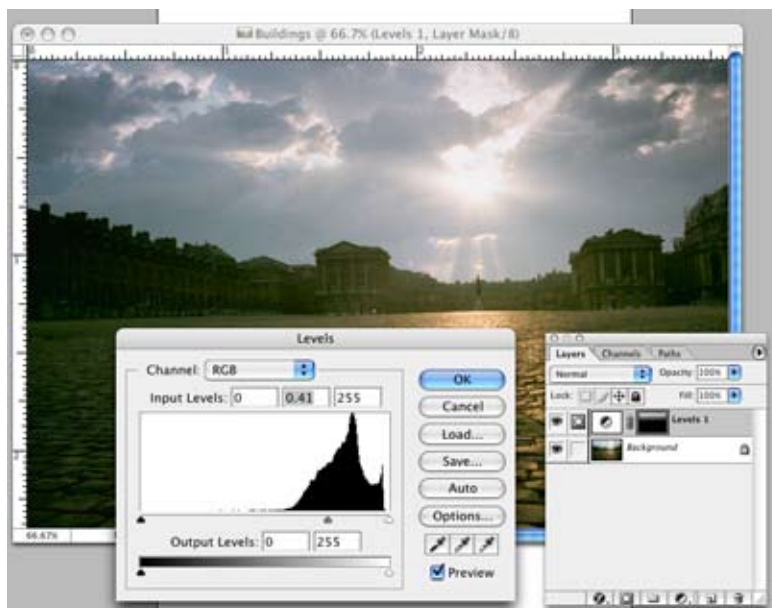 Buildings @ 66.7% (Levels 1, Layer Mask/8)
Levels
Channel: RGB
Input Levels: 0 0.41 255
Output Levels: 0 255
OK
Cancel
Load...
Save...
Auto
Options...
Preview
Layers Channels Paths
Normal Opacity: 100%
Lock: Fill: 100%
Levels 1
Background
66.67%